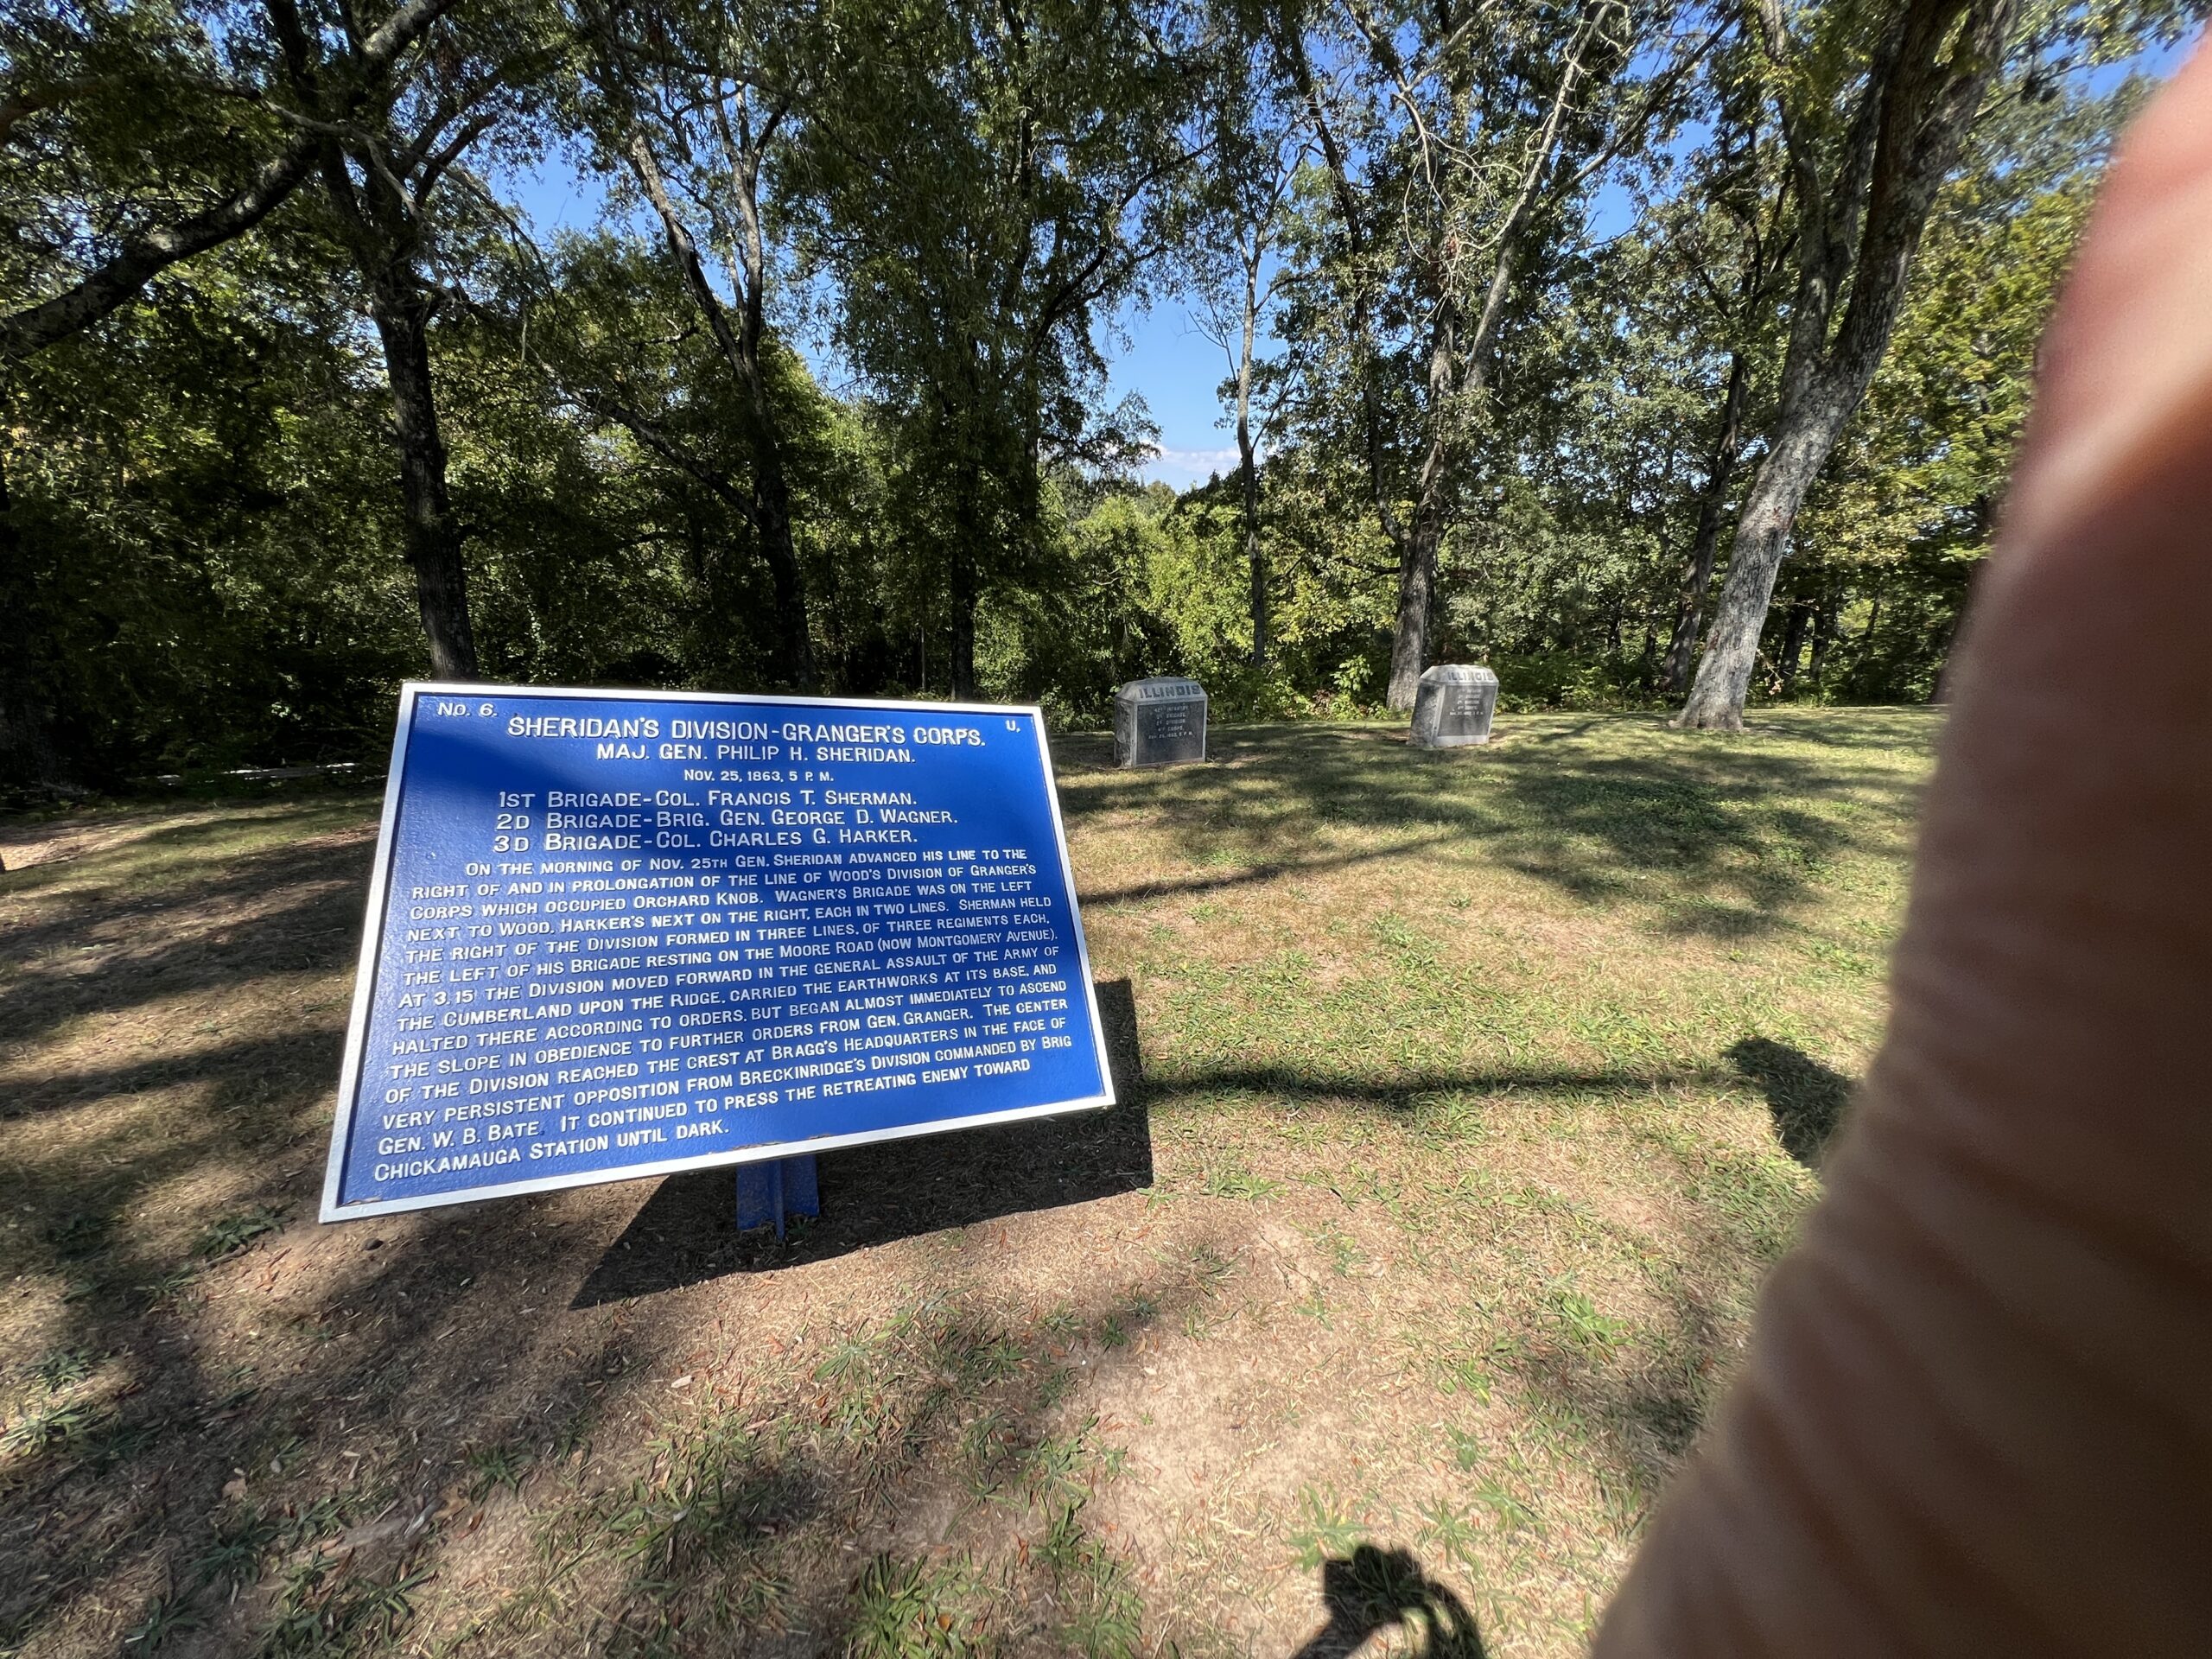 No. 6.
U.
SHERIDAN'S DIVISION-GRANGER'S CORPS.
MAJ. GEN. PHILIP H. SHERIDAN.
NOV. 25, 1863, 5 P. M.
1ST BRIGADE-COL. FRANCIS T. SHERMAN.
2D BRIGADE-BRIG. GEN. GEORGE D. WAGNER.
3D BRIGADE-COL. CHARLES G. HARKER.
ON THE MORNING OF NOV. 25TH GEN. SHERIDAN ADVANCED HIS LINE TO THE
RIGHT OF AND IN PROLONGATION OF THE LINE OF WOOD'S DIVISION OF GRANGER'S
CORPS WHICH OCCUPIED ORCHARD KNOB. WAGNER'S BRIGADE WAS ON THE LEFT
NEXT TO WOOD, HARKER'S NEXT ON THE RIGHT, EACH IN TWO LINES. SHERMAN HELD
THE RIGHT OF THE DIVISION FORMED IN THREE LINES, OF THREE REGIMENTS EACH,
THE LEFT OF HIS BRIGADE RESTING ON THE MOORE ROAD (NOW MONTGOMERY AVENUE).
AT 3.15 THE DIVISION MOVED FORWARD IN THE GENERAL ASSAULT OF THE ARMY OF
THE CUMBERLAND UPON THE RIDGE, CARRIED THE EARTHWORKS AT ITS BASE, AND
HALTED THERE ACCORDING TO ORDERS, BUT BEGAN ALMOST IMMEDIATELY TO ASCEND
THE SLOPE IN OBEDIENCE TO FURTHER ORDERS FROM GEN. GRANGER. THE CENTER
OF THE DIVISION REACHED THE CREST AT BRAGG'S HEADQUARTERS IN THE FACE OF
VERY PERSISTENT OPPOSITION FROM BRECKINRIDGE'S DIVISION COMMANDED BY BRIG
GEN. W. B. BATE. IT CONTINUED TO PRESS THE RETREATING ENEMY TOWARD
CHICKAMAUGA STATION UNTIL DARK.
ILLINOIS
ILLINOIS